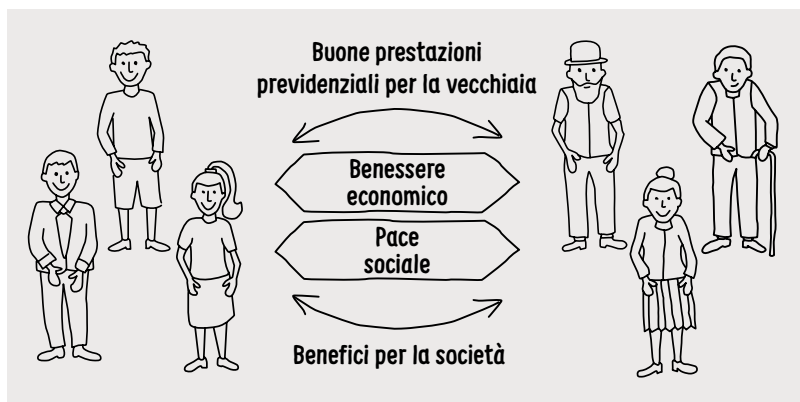 Buone prestazioni
previdenziali per la vecchiaia
Benessere
economico
Pace
sociale
Benefici per la società